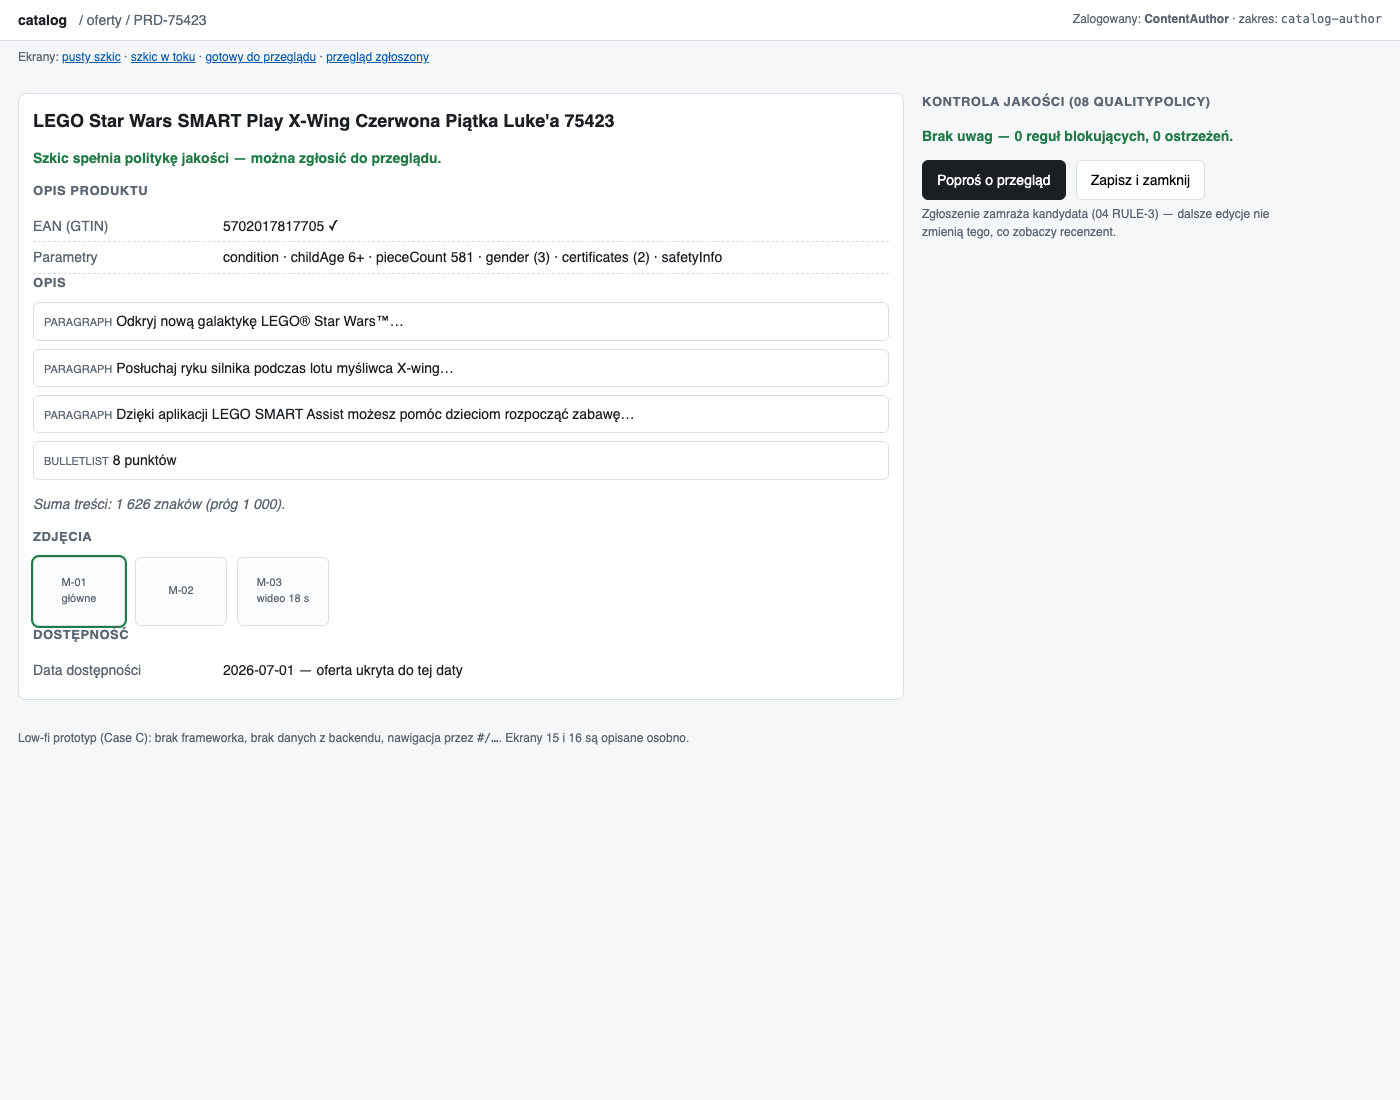 catalog / oferty / PRD-75423
Zalogowany: ContentAuthor · zakres: catalog-author
Ekrany: pusty szkic · szkic w toku · gotowy do przeglądu · przegląd zgłoszony
LEGO Star Wars SMART Play X-Wing Czerwona Piątka Luke'a 75423
Szkic spełnia politykę jakości — można zgłosić do przeglądu.
OPIS PRODUKTU
EAN (GTIN) 5702017817705 ✓
Parametry condition · childAge 6+ · pieceCount 581 · gender (3) · certificates (2) · safetyInfo
OPIS
PARAGRAPH Odkryj nową galaktykę LEGO® Star Wars™…
PARAGRAPH Posłuchaj ryku silnika podczas lotu myśliwca X-wing…
PARAGRAPH Dzięki aplikacji LEGO SMART Assist możesz pomóc dzieciom rozpocząć zabawę…
BULLETLIST 8 punktów
Suma treści: 1 626 znaków (próg 1 000).
ZDJĘCIA
M-01
główne
M-02
M-03
wideo 18 s
DOSTĘPNOŚĆ
Data dostępności 2026-07-01 — oferta ukryta do tej daty
KONTROLA JAKOŚCI (08 QUALITYPOLICY)
Brak uwag — 0 reguł blokujących, 0 ostrzeżeń.
Poproś o przegląd
Zapisz i zamknij
Zgłoszenie zamraża kandydata (04 RULE-3) — dalsze edycje nie
zmienią tego, co zobaczy recenzent.
Low-fi prototyp (Case C): brak frameworka, brak danych z backendu, nawigacja przez #/…. Ekrany 15 i 16 są opisane osobno.